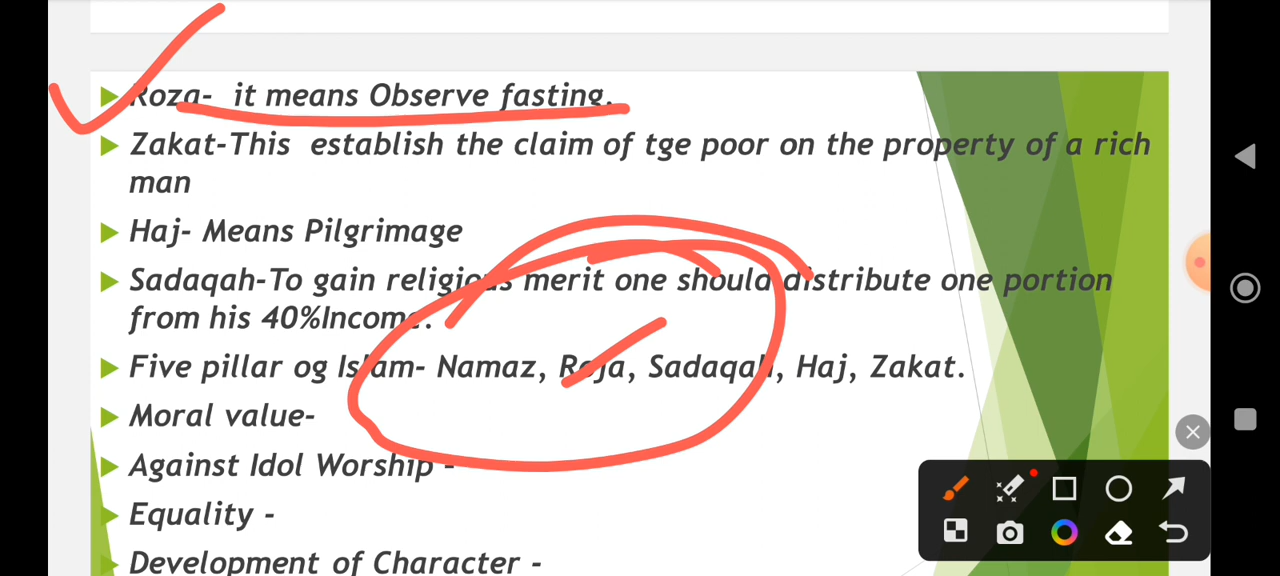 Roza- it means Observe fasting.
Zakat-This establish the claim of tge poor on the property of a rich
man
Haj- Means Pilgrimage
Sadaqah-To gain religious merit one should distribute one portion
from his 40%Income.
Five pillar og Islam- Namaz, Roja, Sadaqah, Haj, Zakat.
Moral value-
Against Idol Worship -
Equality -
Development of Character -